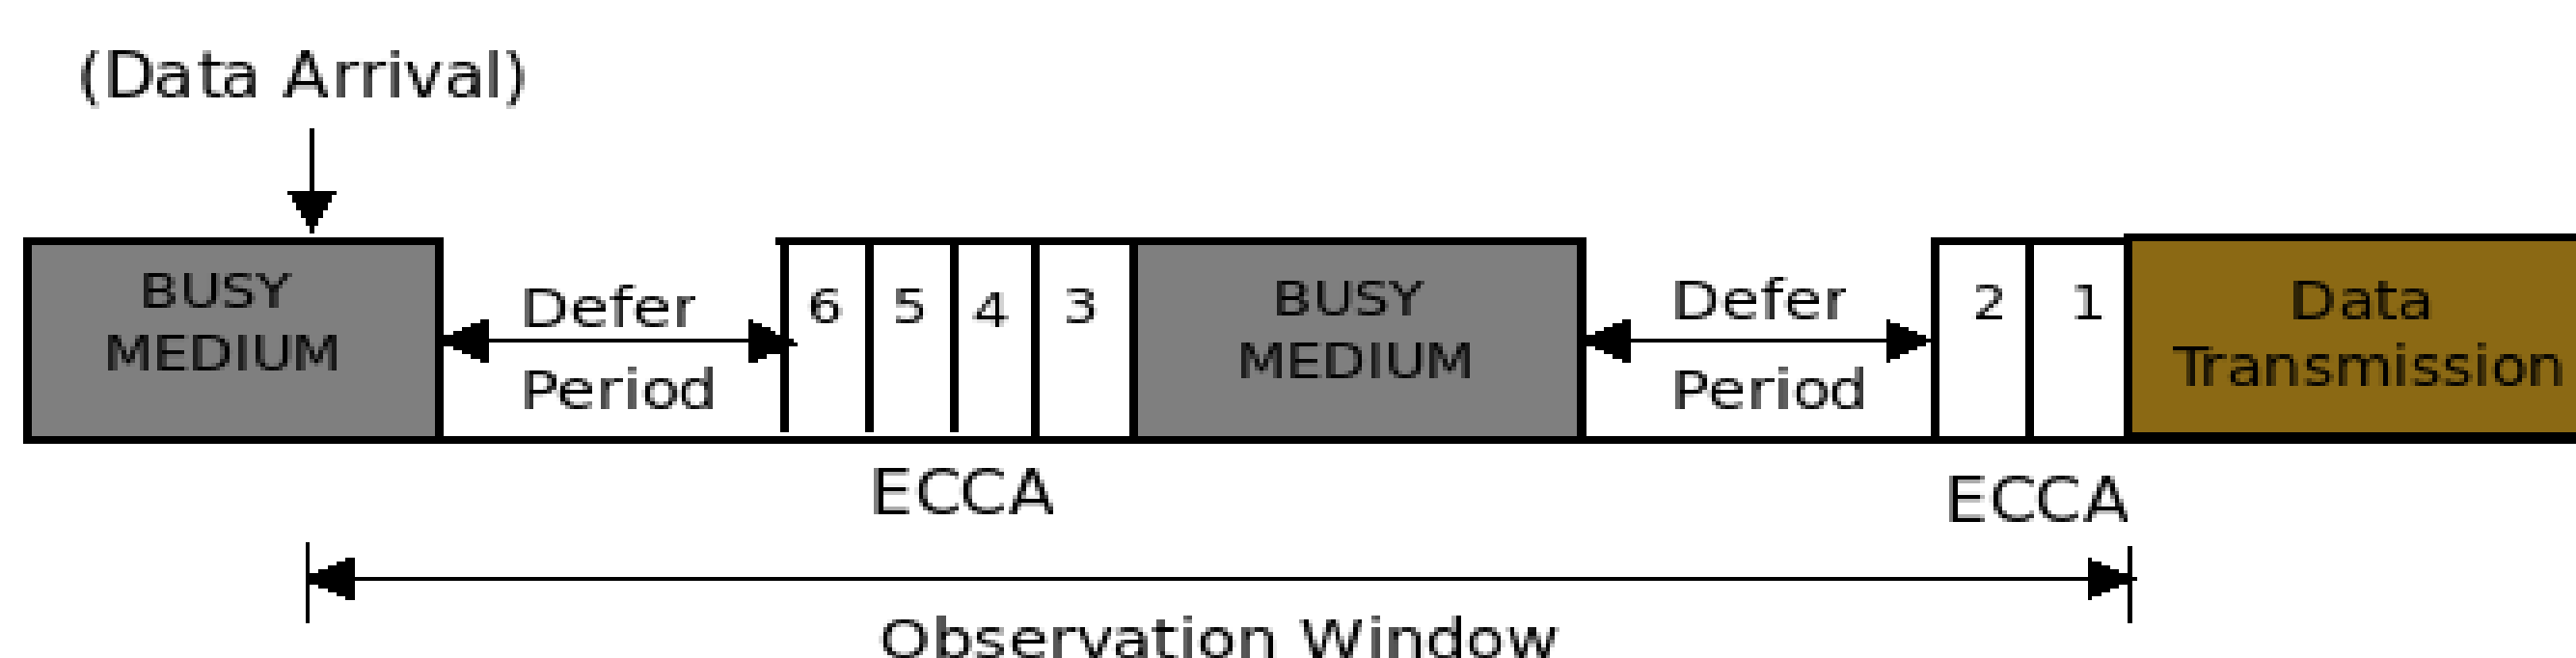 (Data Arrival)
BUSY
MEDIUM
Defer
Period
6 5 4 3
BUSY
MEDIUM
Defer
Period
2 1
Data
Transmission
ECCA
ECCA
Observation Window